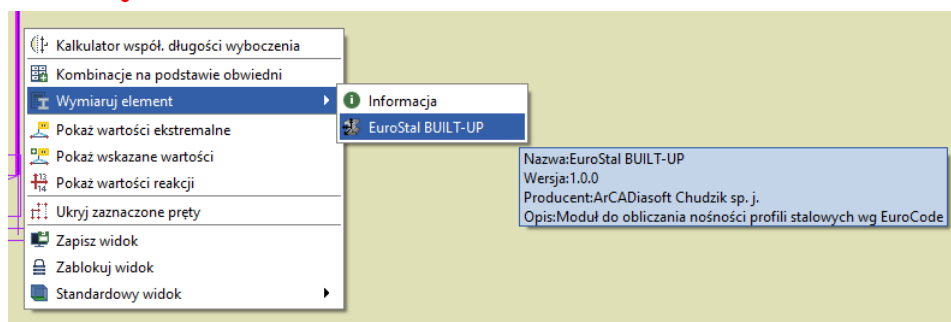 Kalkulator współ. długości wyboczenia
Kombinacje na podstawie obwiedni
Wymiaruj element
Informacja
Pokaż wartości ekstremalne
EuroStal BUILT-UP
Pokaż wskazane wartości
Nazwa:EuroStal BUILT-UP
Wersja:1.0.0
Pokaż wartości reakcji
Producent:ArCADiasoft Chudzik sp. j.
Opis:Moduł do obliczania nośności profili stalowych wg EuroCode
Ukryj zaznaczone pręty
Zapisz widok
Zablokuj widok
Standardowy widok